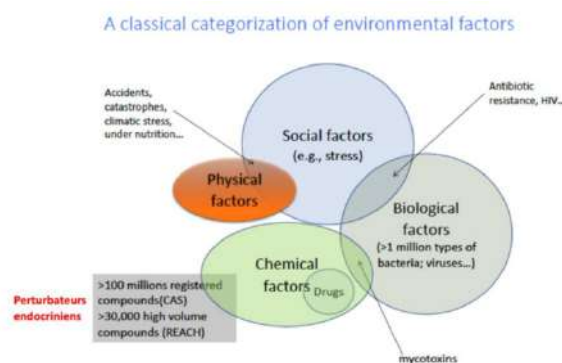 A classical categorization of environmental factors
Accidents,
catastrophes,
climatic stress,
under nutrition...
Antibiotic
resistance, HIV..
Social factors
(e.g., stress)
Physical
factors
Biological
factors
(>1 million types of
bacteria; viruses...)
Chemical
factors
Drugs
>100 millions registered
compounds(CAS)
>30,000 high volume
compounds (REACH)
Perturbateurs
endocriniens
mycotoxins